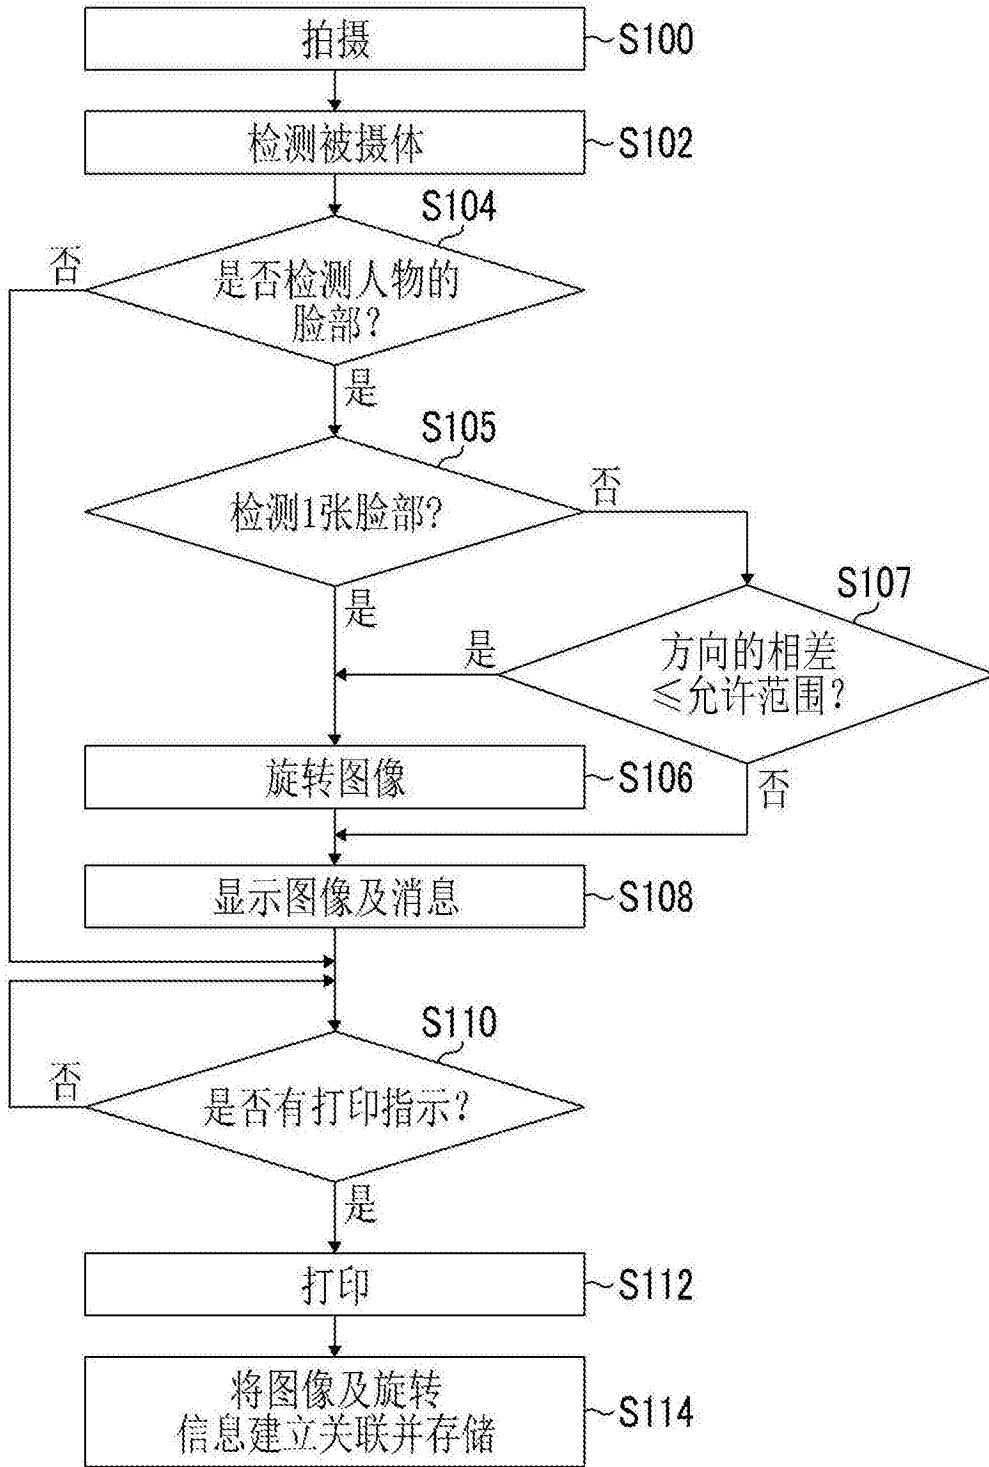 拍摄
S100
检测被摄体
S102
S104
否
是否检测人物的
脸部？
是
S105
检测1张脸部？
否
是
S107
方向的相差
≤允许范围？
是
旋转图像
S106
否
显示图像及消息
S108
S110
否
是否有打印指示？
是
打印
S112
将图像及旋转
信息建立关联并存储
S114